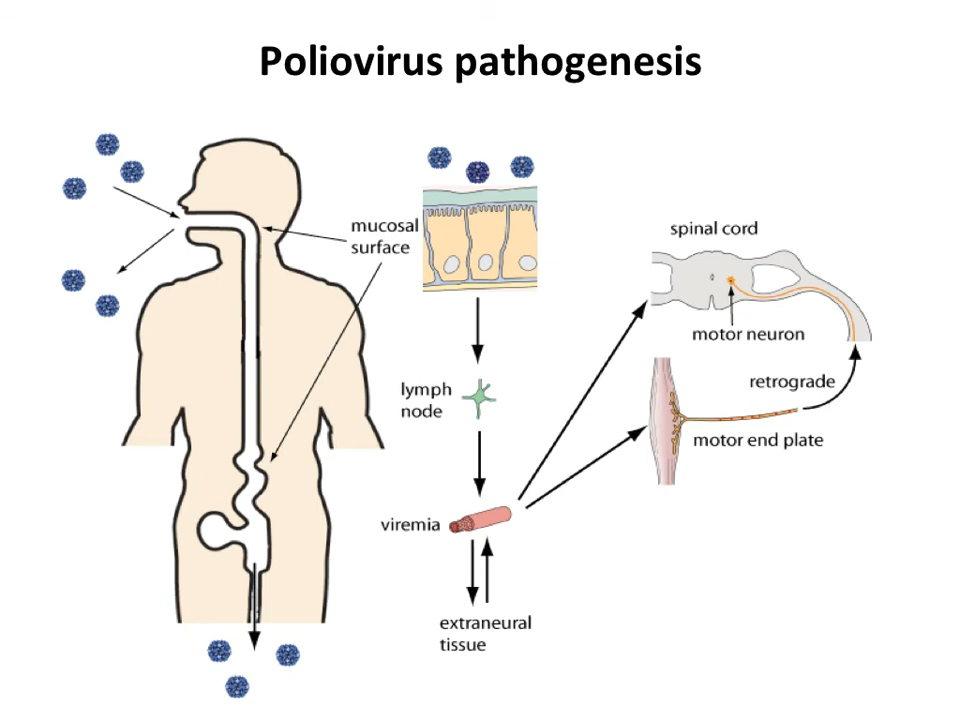 Poliovirus pathogenesis
mucosal
surface
lymph
node
viremia
extraneural
tissue
spinal cord
motor neuron
retrograde
motor end plate